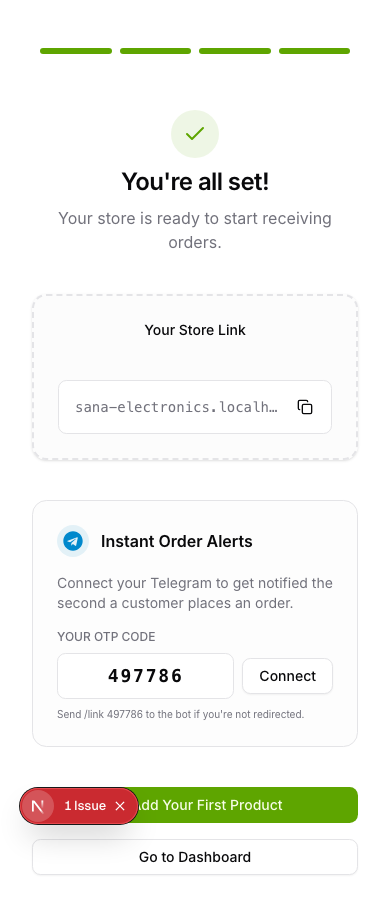 You're all set!
Your store is ready to start receiving
orders.
Your Store Link
sana-electronics.localh…
Instant Order Alerts
Connect your Telegram to get notified the
second a customer places an order.
YOUR OTP CODE
497786
Connect
Send /link 497786 to the bot if you're not redirected.
N
1 Issue
Add Your First Product
Go to Dashboard